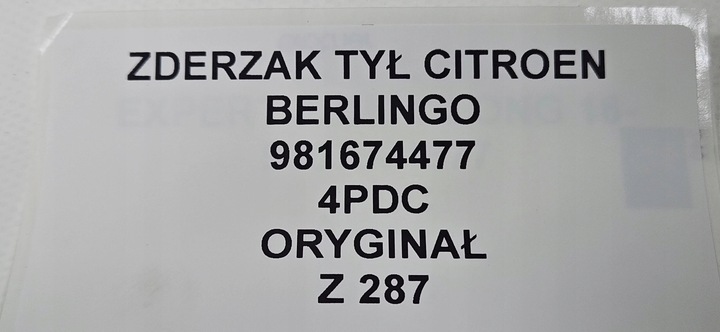 ZDERZAK TYŁ CITROEN
BERLINGO
981674477
4PDC
ORYGINAŁ
Z 287